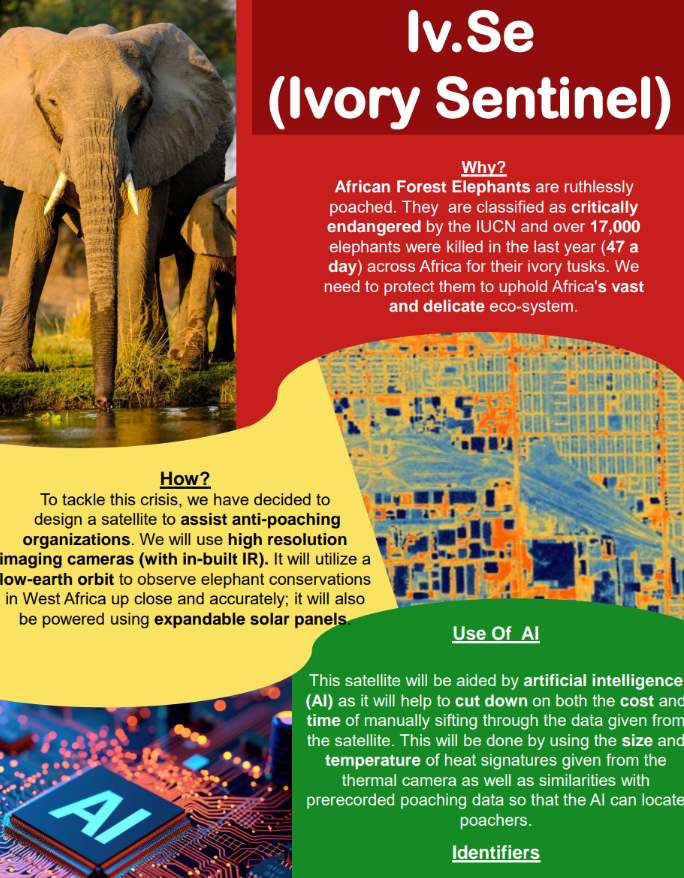 Iv.Se
(Ivory Sentinel)
Why?
African Forest Elephants are ruthlessly
poached. They  are classified as critically
endangered by the IUCN and over 17,000
elephants were killed in the last year (47 a
day) across Africa for their ivory tusks. We
need to protect them to uphold Africa's vast
and delicate eco-system.
How?
To tackle this crisis, we have decided to
design a satellite to assist anti-poaching
organizations. We will use high resolution
imaging cameras (with in-built IR). It will utilize a
low-earth orbit to observe elephant conservations
in West Africa up close and accurately; it will also
be powered using expandable solar panels.
Use Of  AI
This satellite will be aided by artificial intelligence
(AI) as it will help to cut down on both the cost and
time of manually sifting through the data given from
the satellite. This will be done by using the size and
temperature of heat signatures given from the
thermal camera as well as similarities with
prerecorded poaching data so that the AI can locate
poachers.
Identifiers
AI